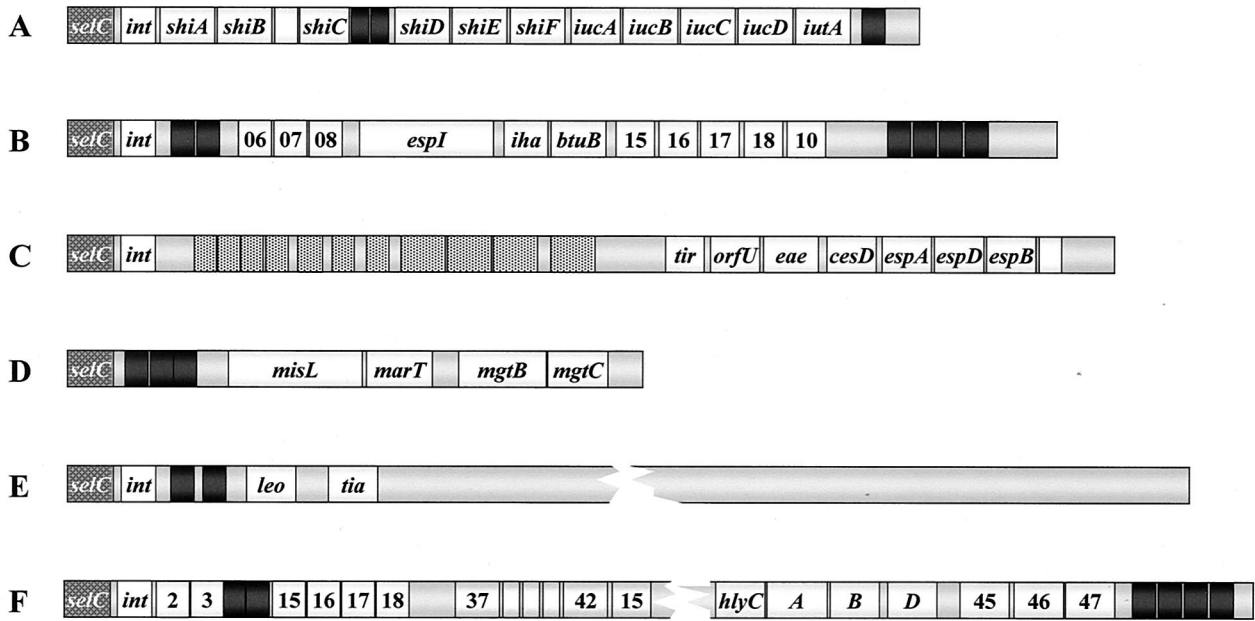 A selC int shiA shiB shiC shiD shiE shiF iucA iucB iucC iucD iutA
B selC int 06 07 08 espI iha btuB 15 16 17 18 10
C selC int tir orfU eae cesD espA espD espB
D selC misL marT mgtB mgtC
E selC int leo tia
F selC int 2 3 15 16 17 18 37 42 15 hlyC A B D 45 46 47